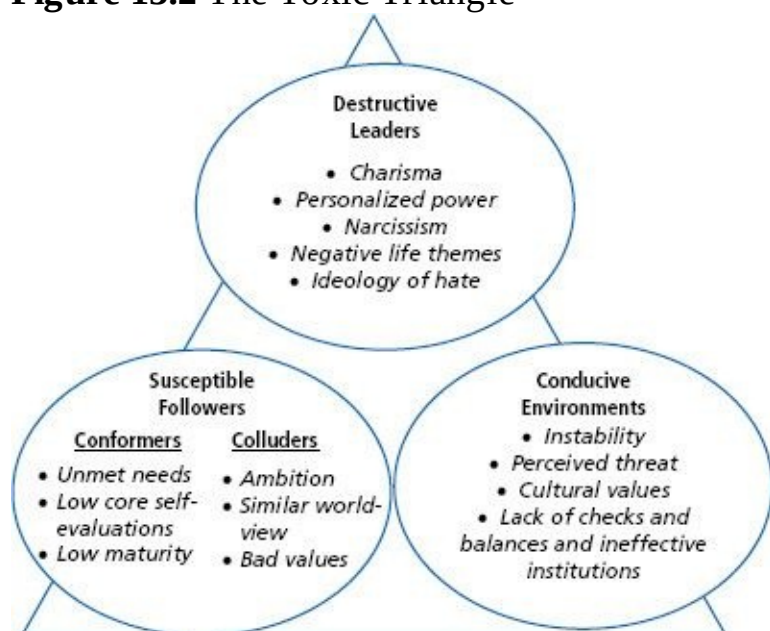 Figure 13.2 The Toxic Triangle
Destructive
Leaders
• Charisma
• Personalized power
• Narcissism
• Negative life themes
• Ideology of hate
Susceptible
Followers
Conformers
• Unmet needs
• Low core self-
evaluations
• Low maturity
Colluders
• Ambition
• Similar world-
view
• Bad values
Conducive
Environments
• Instability
• Perceived threat
• Cultural values
• Lack of checks and
balances and ineffective
institutions